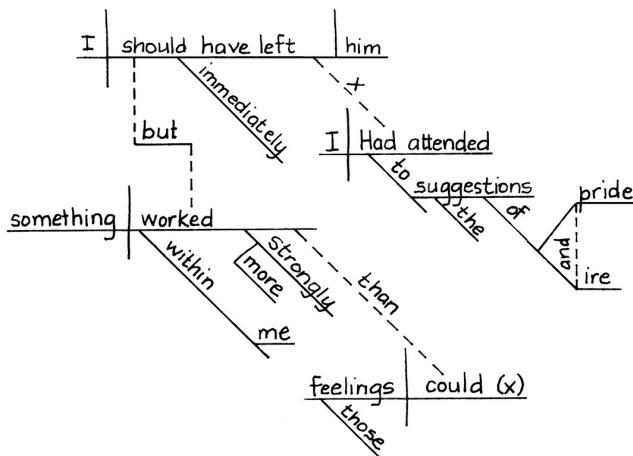 I should have left him
immediately
x
but
I Had attended
to
suggestions
the
of
pride
and
ire
something worked
within
me
strongly
more
than
feelings could (x)
those